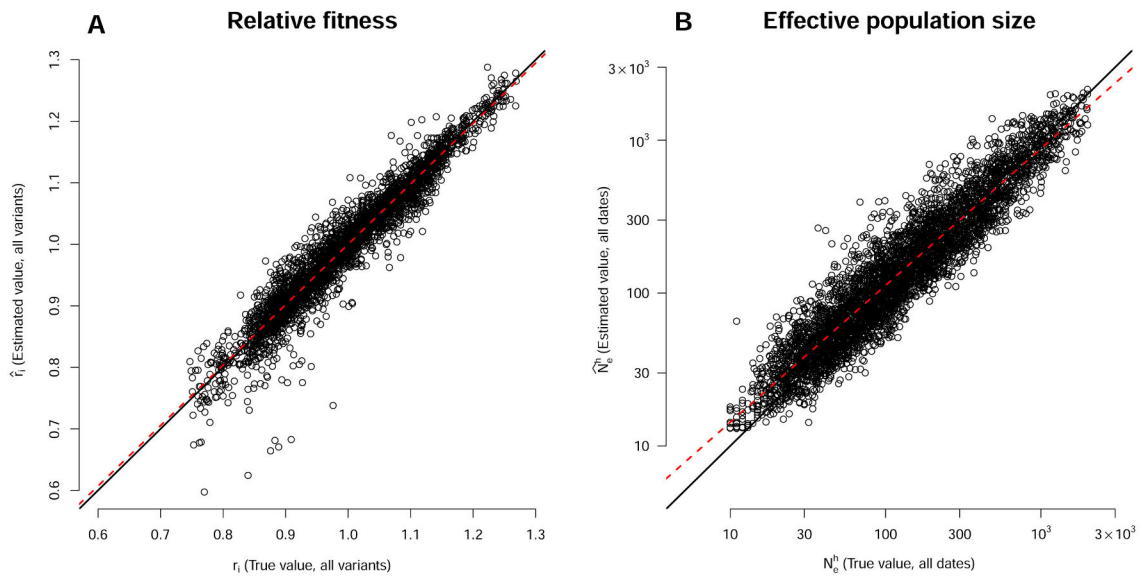 A Relative fitness
1.3
1.2
1.1
1.0
0.9
0.8
0.7
0.6
r̂ᵢ (Estimated value, all variants)
0.6 0.7 0.8 0.9 1.0 1.1 1.2 1.3
rᵢ (True value, all variants)
B Effective population size
3×10³
10³
300
100
30
10
N̂ₑʰ (Estimated value, all dates)
10 30 100 300 10³ 3×10³
Nₑʰ (True value, all dates)